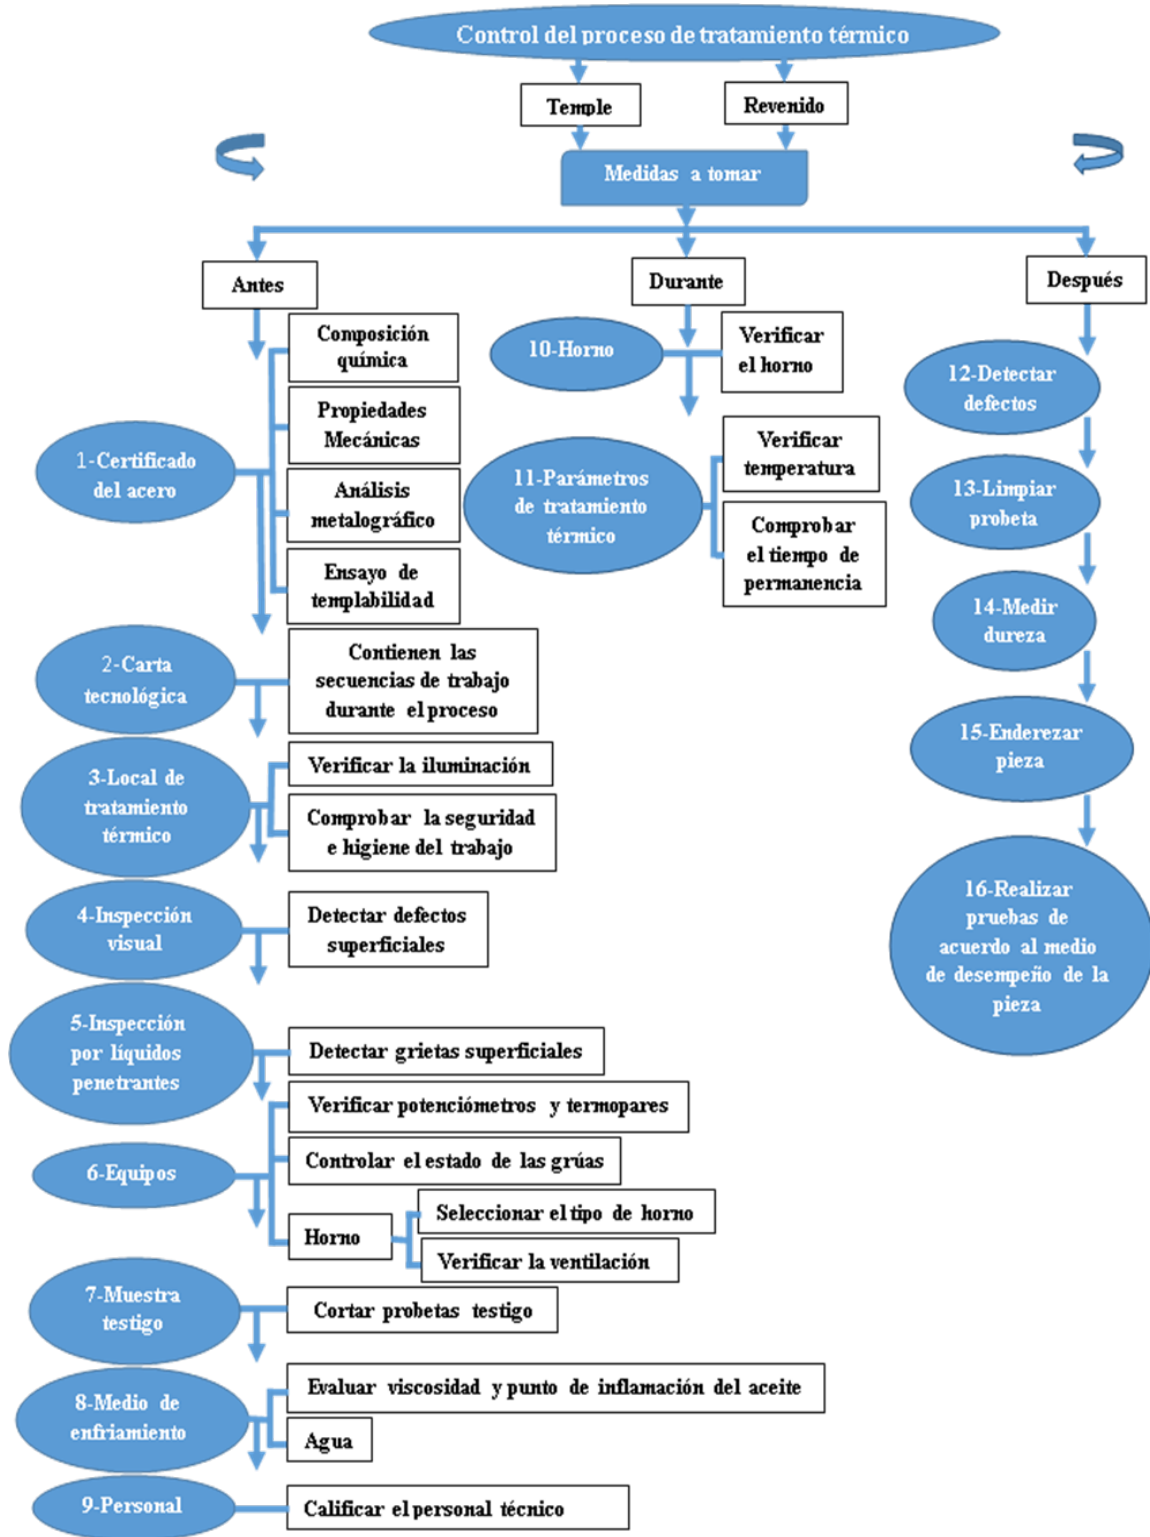 Control del proceso de tratamiento térmico
Temple
Revenido
Medidas a tomar
Antes
Durante
Después
1-Certificado
del acero
Composición
química
Propiedades
Mecánicas
Análisis
metalográfico
Ensayo de
templabilidad
2-Carta
tecnológica
Contienen las
secuencias de trabajo
durante el proceso
3-Local de
tratamiento
térmico
Verificar la iluminación
Comprobar la seguridad
e higiene del trabajo
4-Inspección
visual
Detectar defectos
superficiales
5-Inspección
por líquidos
penetrantes
Detectar grietas superficiales
6-Equipos
Verificar potenciómetros y termopares
Controlar el estado de las grúas
Horno
Seleccionar el tipo de horno
Verificar la ventilación
7-Muestra
testigo
Cortar probetas testigo
8-Medio de
enfriamiento
Evaluar viscosidad y punto de inflamación del aceite
Agua
9-Personal
Calificar el personal técnico
10-Horno
Verificar
el horno
11-Parámetros
de tratamiento
térmico
Verificar
temperatura
Comprobar
el tiempo de
permanencia
12-Detectar
defectos
13-Limpiar
probeta
14-Medir
dureza
15-Enderezar
pieza
16-Realizar
pruebas de
acuerdo al medio
de desempeño de la
pieza